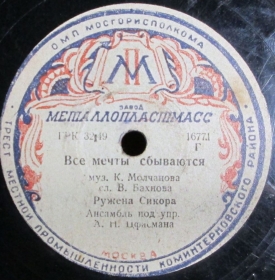 ОМП МОСГОРИСПОЛКОМА
ЗАВОД
МЕТАЛЛОПЛАСТМАСС
16773
Г
Все мечты сбываются
муз. К. Молчанова
сл. В. Бахнова
Ружена Сикора
Ансамбль под упр.
Цфасмана
МОСКВА
ТРЕСТ МЕСТНОЙ ПРОМЫШЛЕННОСТИ КОМИНТЕРНОВСКОГО РАЙОНА